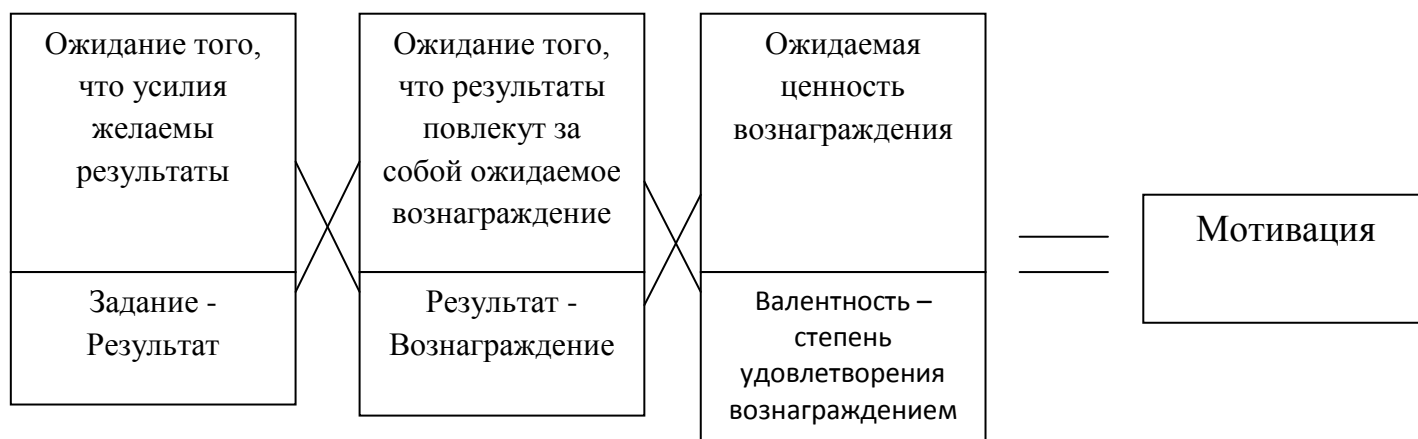 Ожидание того,
что усилия
желаемы
результаты
Задание -
Результат
Ожидание того,
что результаты
повлекут за
собой ожидаемое
вознаграждение
Результат -
Вознаграждение
Ожидаемая
ценность
вознаграждения
Валентность –
степень
удовлетворения
вознаграждением
Мотивация